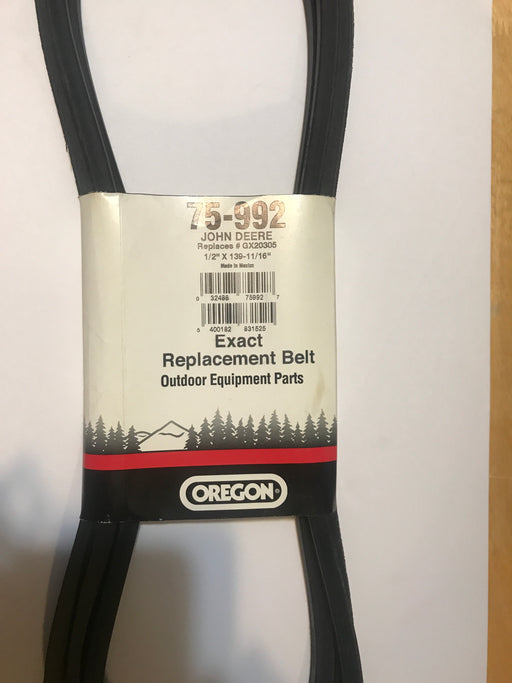 75-992
JOHN DEERE
Replaces # GX20305
1/2" X 139-11/16"
Made in Mexico
0 32488 75992 7
5 400182 831525
Exact
Replacement Belt
Outdoor Equipment Parts
OREGON®